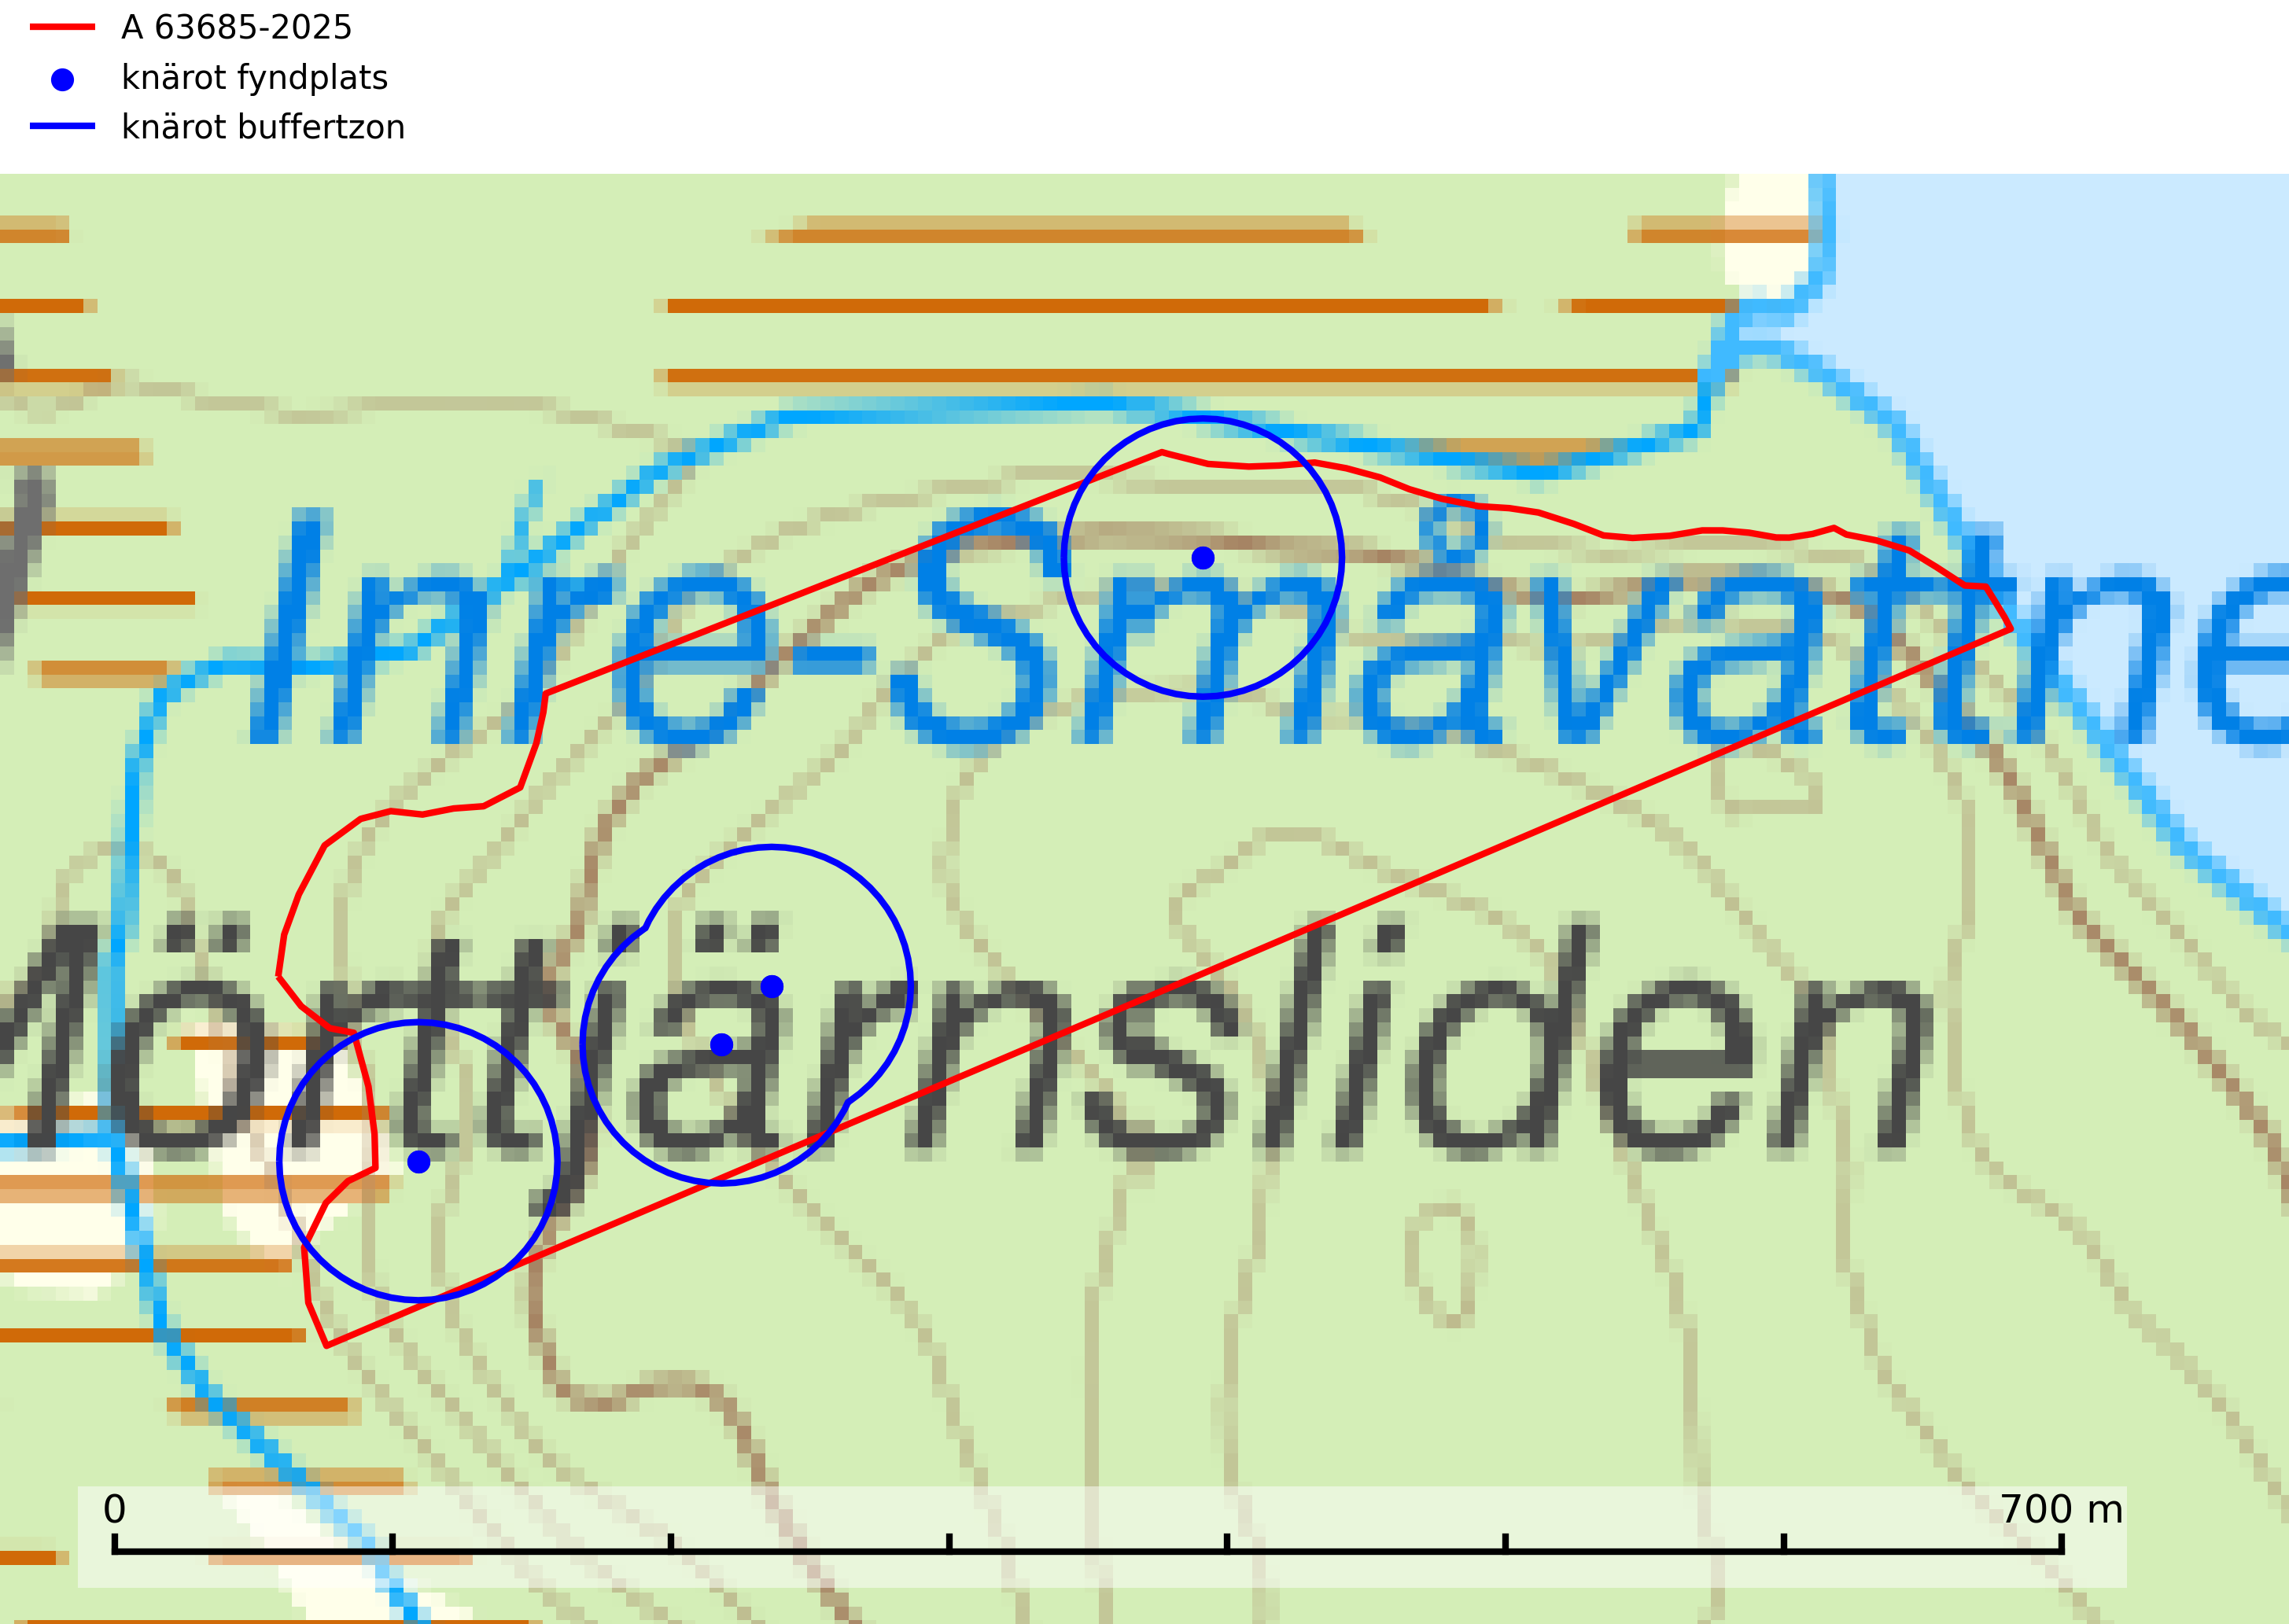 A 63685-2025
knärot fyndplats
knärot buffertzon
Inre-Småvattne
Mörttjärnsliden
0 700 m